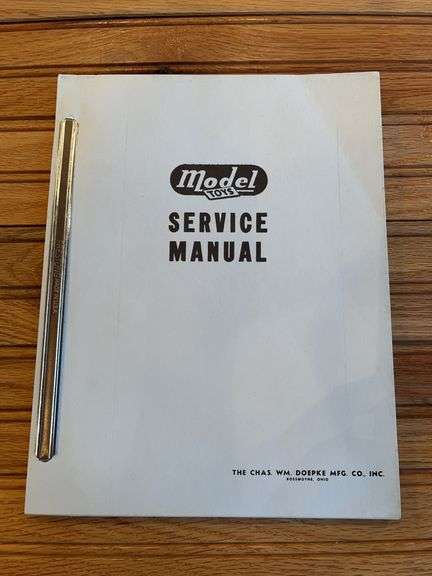 Model
TOYS
SERVICE
MANUAL
THE CHAS. WM. DOEPKE MFG. CO., INC.
ROSSMOYNE, OHIO